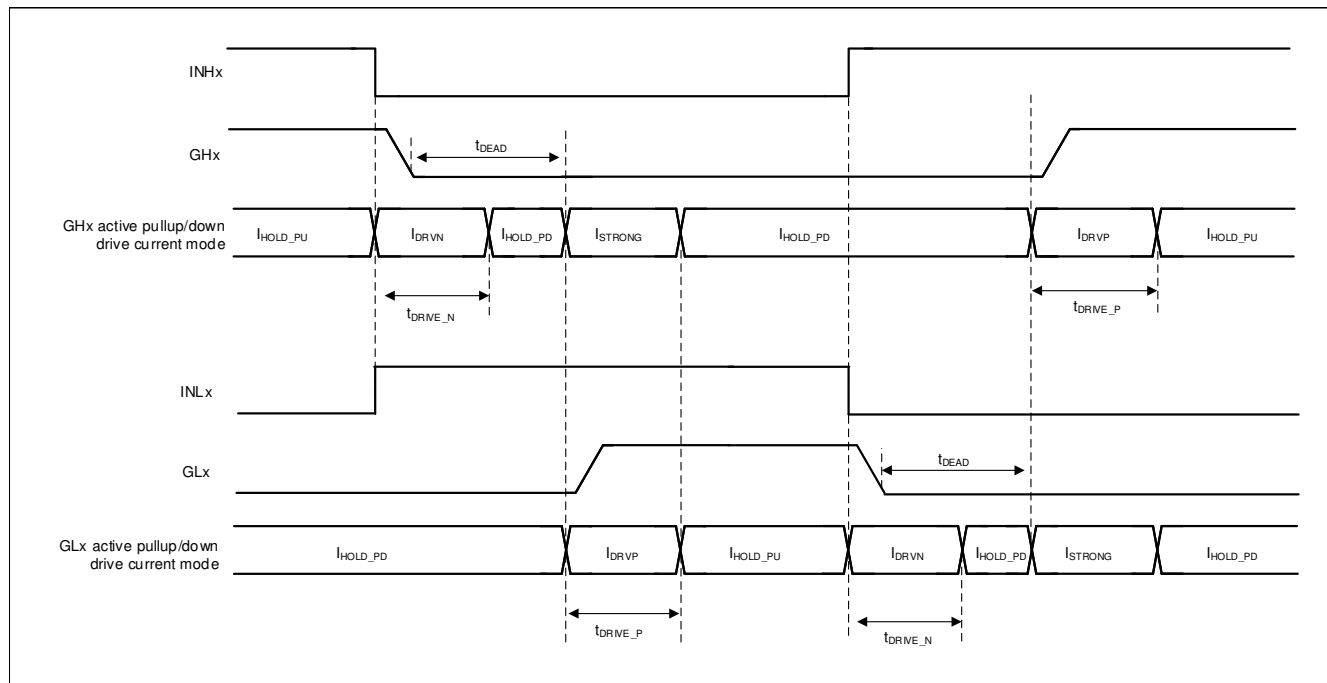 INHx
GHx
tDEAD
GHx active pullup/down
drive current mode
IHOLD_PU
IDRVN
IHOLD_PD
ISTRONG
IHOLD_PD
IDRVP
IHOLD_PU
tDRIVE_N
tDRIVE_P
INLx
GLx
tDEAD
GLx active pullup/down
drive current mode
IHOLD_PD
IDRVP
IHOLD_PU
IDRVN
IHOLD_PD
ISTRONG
IHOLD_PD
tDRIVE_P
tDRIVE_N